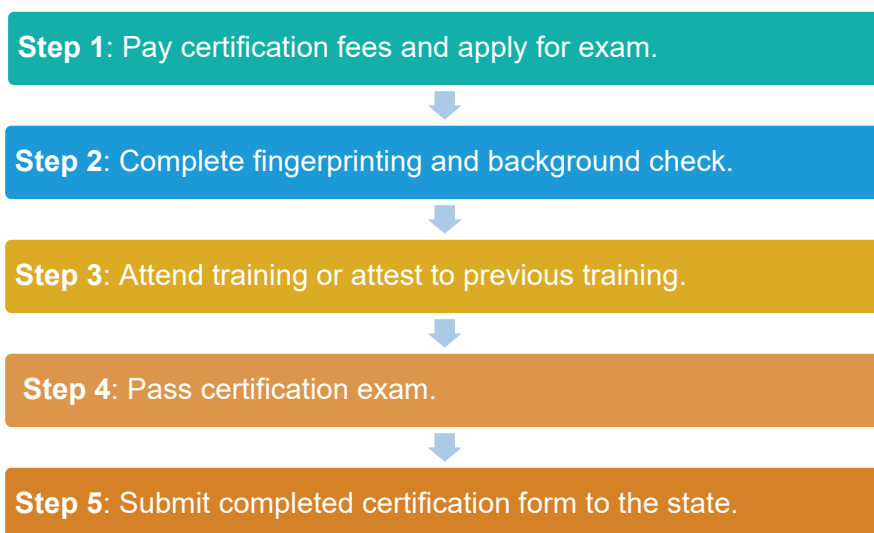 Step 1: Pay certification fees and apply for exam.
Step 2: Complete fingerprinting and background check.
Step 3: Attend training or attest to previous training.
Step 4: Pass certification exam.
Step 5: Submit completed certification form to the state.